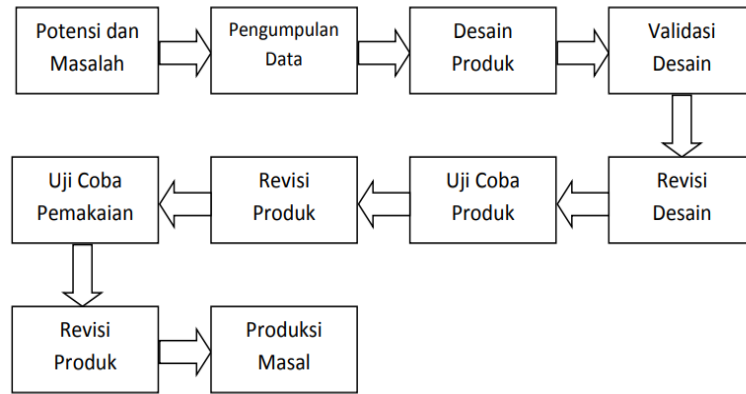 Potensi dan
Masalah
Pengumpulan
Data
Desain
Produk
Validasi
Desain
Revisi
Desain
Uji Coba
Produk
Revisi
Produk
Uji Coba
Pemakaian
Revisi
Produk
Produksi
Masal